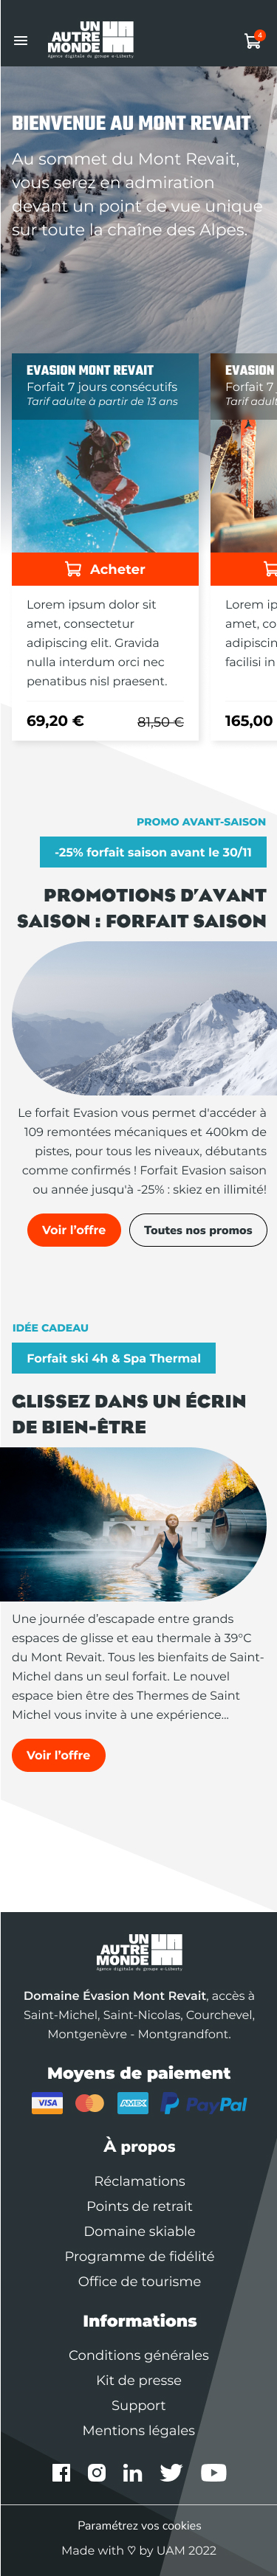 UN
AUTRE
MONDE
Agence digitale du groupe e-Liberty
4
BIENVENUE AU MONT REVAIT
Au sommet du Mont Revait,
vous serez en admiration
devant un point de vue unique
sur toute la chaîne des Alpes.
EVASION MONT REVAIT
Forfait 7 jours consécutifs
Tarif adulte à partir de 13 ans
EVASION
Forfait 7
Tarif adult
Acheter
Lorem ipsum dolor sit
amet, consectetur
adipiscing elit. Gravida
nulla interdum orci nec
penatibus nisl praesent.
69,20 €
81,50 €
Lorem ip
amet, co
adipiscin
facilisi in
165,00
PROMO AVANT-SAISON
-25% forfait saison avant le 30/11
PROMOTIONS D'AVANT
SAISON : FORFAIT SAISON
Le forfait Evasion vous permet d'accéder à
109 remontées mécaniques et 400km de
pistes, pour tous les niveaux, débutants
comme confirmés ! Forfait Evasion saison
ou année jusqu'à -25% : skiez en illimité!
Voir l'offre
Toutes nos promos
IDÉE CADEAU
Forfait ski 4h & Spa Thermal
GLISSEZ DANS UN ÉCRIN
DE BIEN-ÊTRE
Une journée d'escapade entre grands
espaces de glisse et eau thermale à 39°C
du Mont Revait. Tous les bienfaits de Saint-
Michel dans un seul forfait. Le nouvel
espace bien être des Thermes de Saint
Michel vous invite à une expérience...
Voir l'offre
UN
AUTRE
MONDE
Agence digitale du groupe e-Liberty
Domaine Évasion Mont Revait, accès à
Saint-Michel, Saint-Nicolas, Courchevel,
Montgenèvre - Montgrandfont.
Moyens de paiement
VISA
AMEX
PayPal
À propos
Réclamations
Points de retrait
Domaine skiable
Programme de fidélité
Office de tourisme
Informations
Conditions générales
Kit de presse
Support
Mentions légales
Paramétrez vos cookies
Made with ♡ by UAM 2022